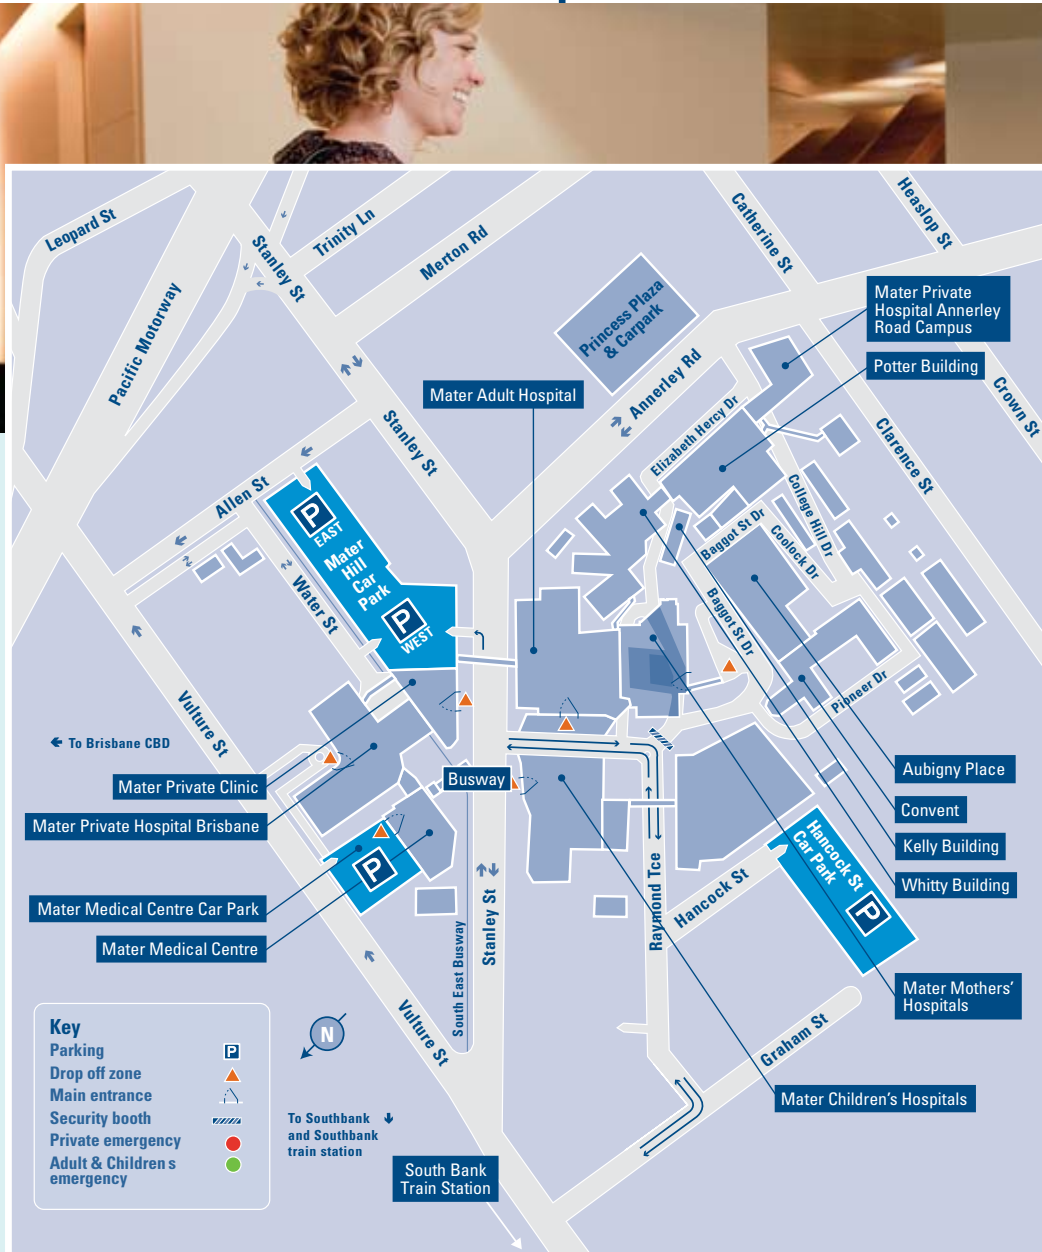 Leopard St
Pacific Motorway
Stanley St
Trinity Ln
Merton Rd
Catherine St
Heaslop St
Princess Plaza
& Carpark
Mater Private
Hospital Annerley
Road Campus
Annerley Rd
Potter Building
Mater Adult Hospital
Crown St
Elizabeth Hercy Dr
Stanley St
Clarence St
Allen St
P
EAST
Mater
Hill
Car
Park
P
WEST
College Hill Dr
Baggot St Dr
Coolock Dr
Water St
Baggot St Dr
Pioneer Dr
Vulture St
To Brisbane CBD
Busway
Aubigny Place
Mater Private Clinic
Convent
Mater Private Hospital Brisbane
Kelly Building
Hancock St
Car Park
P
Whitty Building
P
Mater Medical Centre Car Park
Raymond Tce
Hancock St
Stanley St
Mater Medical Centre
South East Busway
Mater Mothers'
Hospitals
Vulture St
N
Graham St
Mater Children's Hospitals
Key
Parking
P
Drop off zone
Main entrance
Security booth
Private emergency
Adult & Children s
emergency
To Southbank
and Southbank
train station
South Bank
Train Station